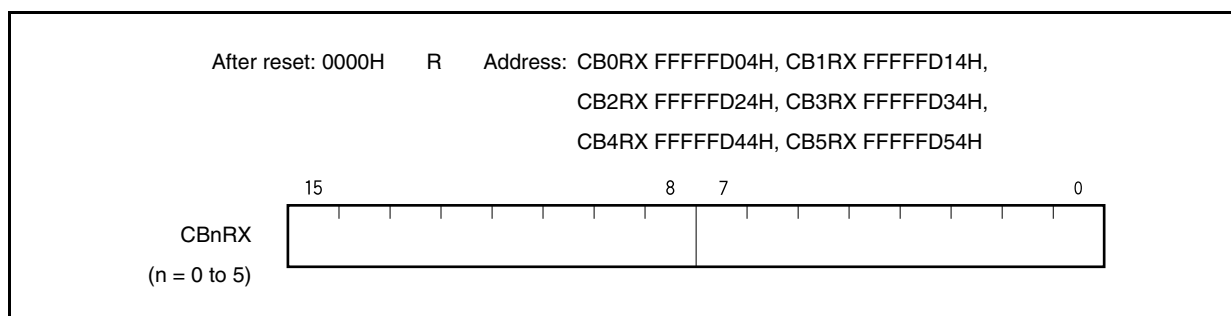 After reset: 0000H R Address: CB0RX FFFFFD04H, CB1RX FFFFFD14H,
CB2RX FFFFFD24H, CB3RX FFFFFD34H,
CB4RX FFFFFD44H, CB5RX FFFFFD54H
15 8 7 0
CBnRX
(n = 0 to 5)